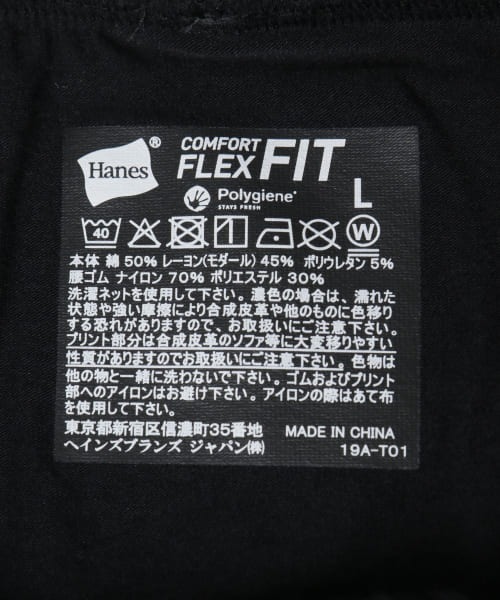 Hanes®
COMFORT
FLEX FIT
Polygiene®
STAYS FRESH
L
40
W
本体 綿 50% レーヨン(モダール) 45% ポリウレタン 5%
腰ゴム ナイロン 70% ポリエステル 30%
洗濯ネットを使用して下さい。濃色の場合は、濡れた
状態や強い摩擦により合成皮革や他のものに色移り
する恐れがありますので、お取扱いにご注意下さい。
プリント部分は合成皮革のソファ等に大変移りやすい
性質がありますのでお取扱いにご注意下さい。色物は
他の物と一緒に洗わないで下さい。ゴムおよびプリント
部へのアイロンはお避け下さい。アイロンの際はあて布
を使用して下さい。
東京都新宿区信濃町35番地
ヘインズブランズ ジャパン㈱
MADE IN CHINA
19A-T01